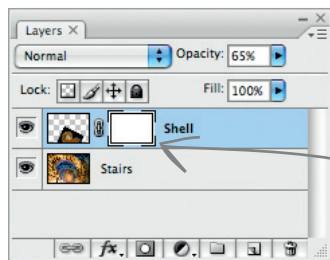 Layers ×
Normal Opacity: 65%
Lock: Fill: 100%
Shell
Stairs
fx.